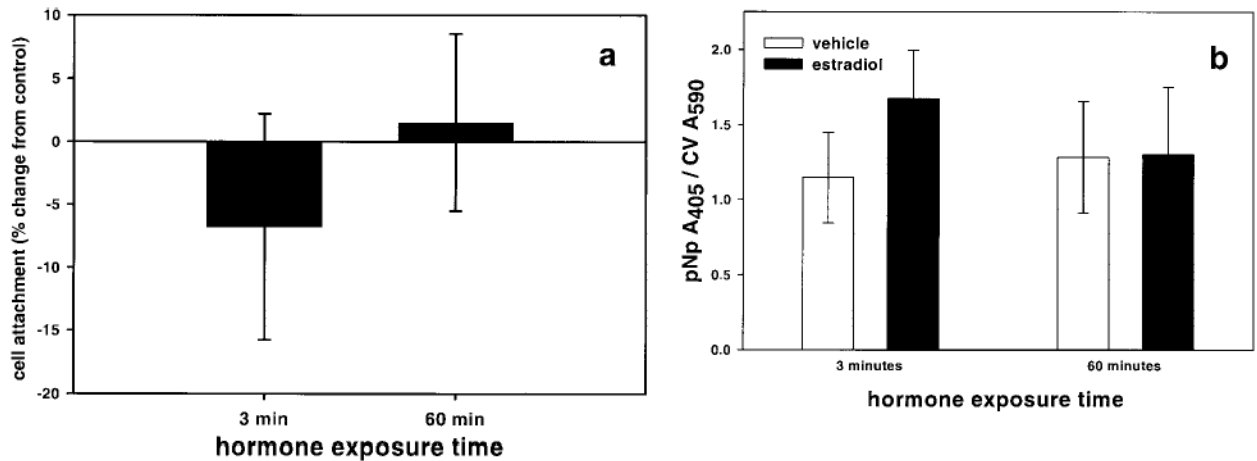 10
5
0
-5
-10
-15
-20
cell attachment (% change from control)
a
3 min
60 min
hormone exposure time
2.0
1.5
1.0
0.5
0.0
pNp A405 / CV A590
vehicle
estradiol
b
3 minutes
60 minutes
hormone exposure time